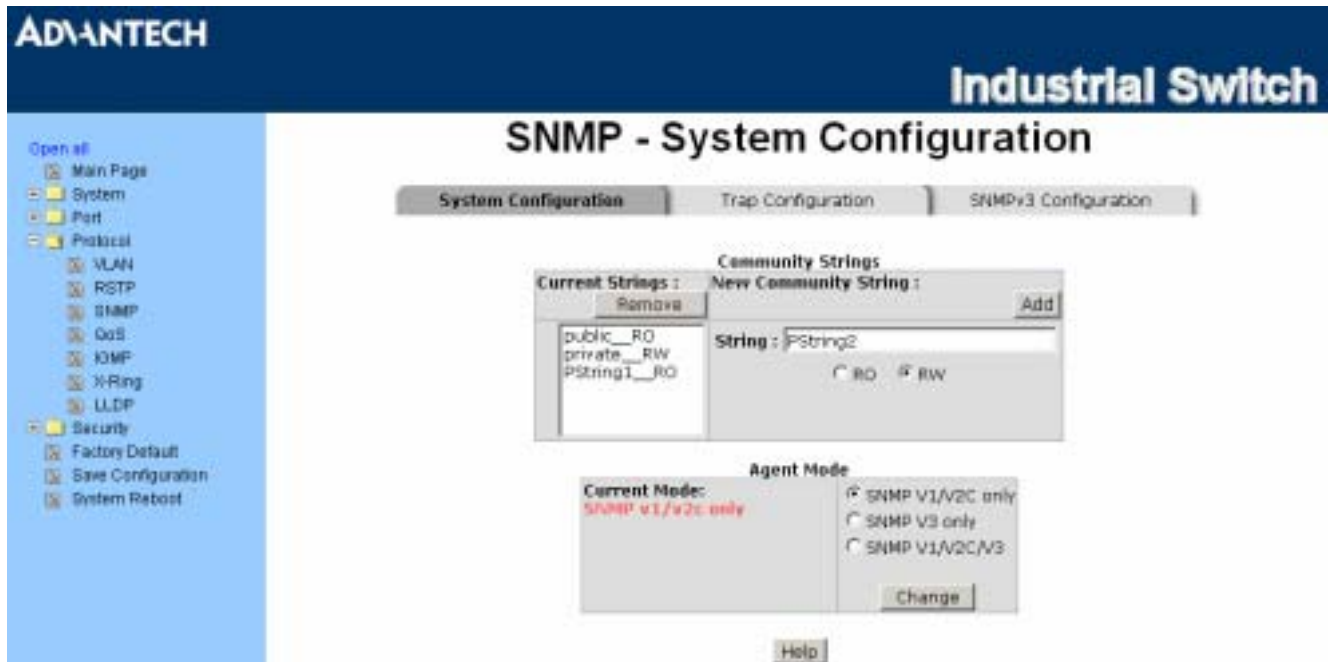 ADVANTECH
Industrial Switch
Open all
Main Page
System
Port
Protocol
VLAN
RSTP
SNMP
QoS
IGMP
X-Ring
LLDP
Security
Factory Default
Save Configuration
System Reboot
SNMP - System Configuration
System Configuration Trap Configuration SNMPv3 Configuration
Community Strings
Current Strings : New Community String :
Remove Add
public__RO
private__RW
PString1__RO
String : PString2
RO RW
Agent Mode
Current Mode:
SNMP v1/v2c only
SNMP V1/V2C only
SNMP V3 only
SNMP V1/V2C/V3
Change
Help